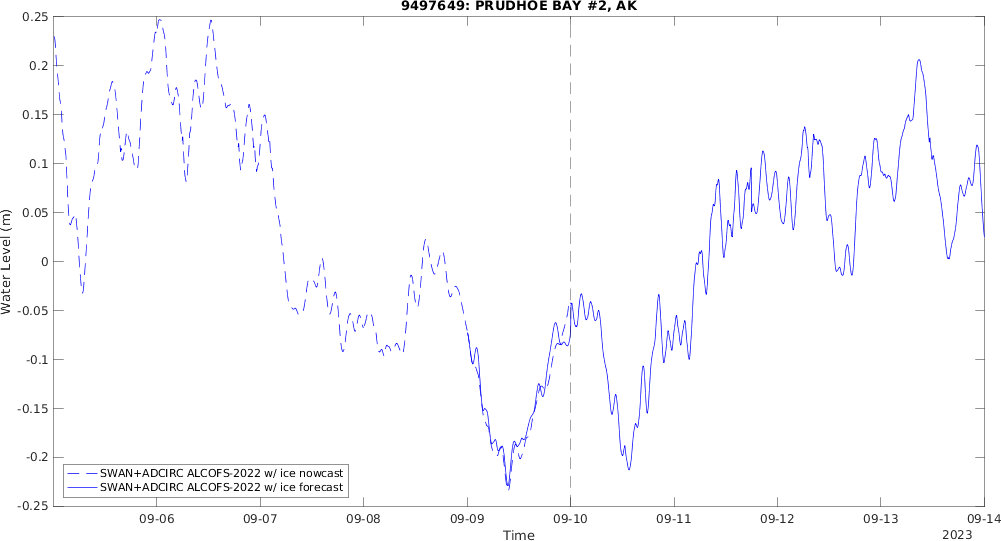 9497649: PRUDHOE BAY #2, AK
0.25
0.2
0.15
0.1
0.05
0
-0.05
-0.1
-0.15
-0.2
-0.25
Water Level (m)
SWAN+ADCIRC ALCOFS-2022 w/ ice nowcast
SWAN+ADCIRC ALCOFS-2022 w/ ice forecast
09-06 09-07 09-08 09-09 09-10 09-11 09-12 09-13 09-14
Time
2023